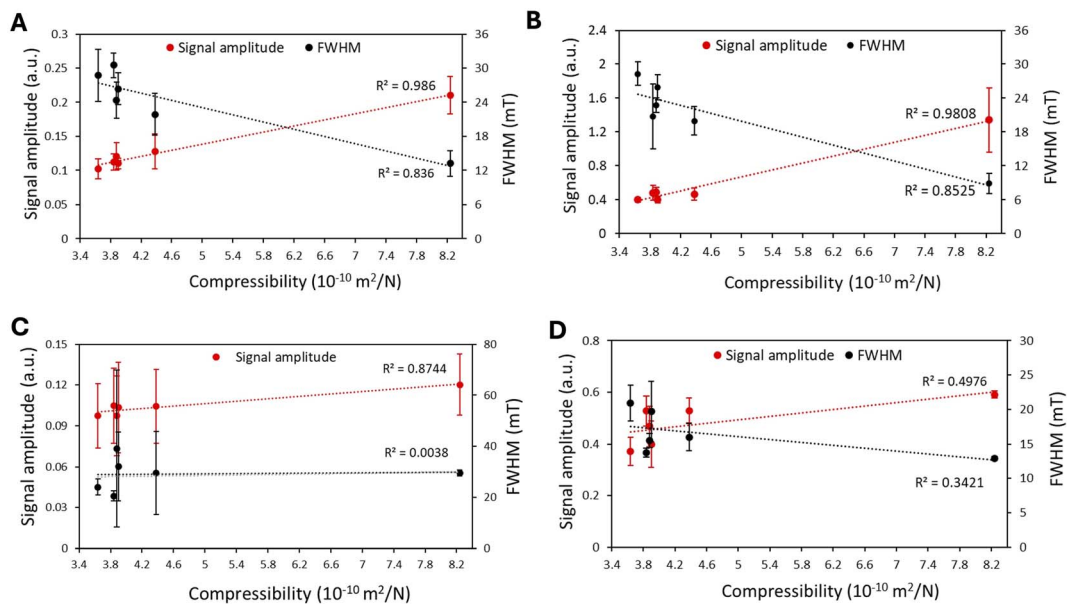 A
Signal amplitude FWHM
Signal amplitude (a.u.)
0.3
0.25
0.2
0.15
0.1
0.05
0
36
30
24
18
12
6
0
FWHM (mT)
R² = 0.986
R² = 0.836
3.4 3.8 4.2 4.6 5 5.4 5.8 6.2 6.6 7 7.4 7.8 8.2
Compressibility (10⁻¹⁰ m²/N)
B
Signal amplitude FWHM
Signal amplitude (a.u.)
2.4
2
1.6
1.2
0.8
0.4
0
36
30
24
18
12
6
0
FWHM (mT)
R² = 0.9808
R² = 0.8525
3.4 3.8 4.2 4.6 5 5.4 5.8 6.2 6.6 7 7.4 7.8 8.2
Compressibility (10⁻¹⁰ m²/N)
C
Signal amplitude
Signal amplitude (a.u.)
0.15
0.12
0.09
0.06
0.03
0
80
60
40
20
0
FWHM (mT)
R² = 0.8744
R² = 0.0038
3.4 3.8 4.2 4.6 5 5.4 5.8 6.2 6.6 7 7.4 7.8 8.2
Compressibility (10⁻¹⁰ m²/N)
D
Signal amplitude FWHM
Signal amplitude (a.u.)
0.8
0.6
0.4
0.2
0
30
25
20
15
10
5
0
FWHM (mT)
R² = 0.4976
R² = 0.3421
3.4 3.8 4.2 4.6 5 5.4 5.8 6.2 6.6 7 7.4 7.8 8.2
Compressibility (10⁻¹⁰ m²/N)